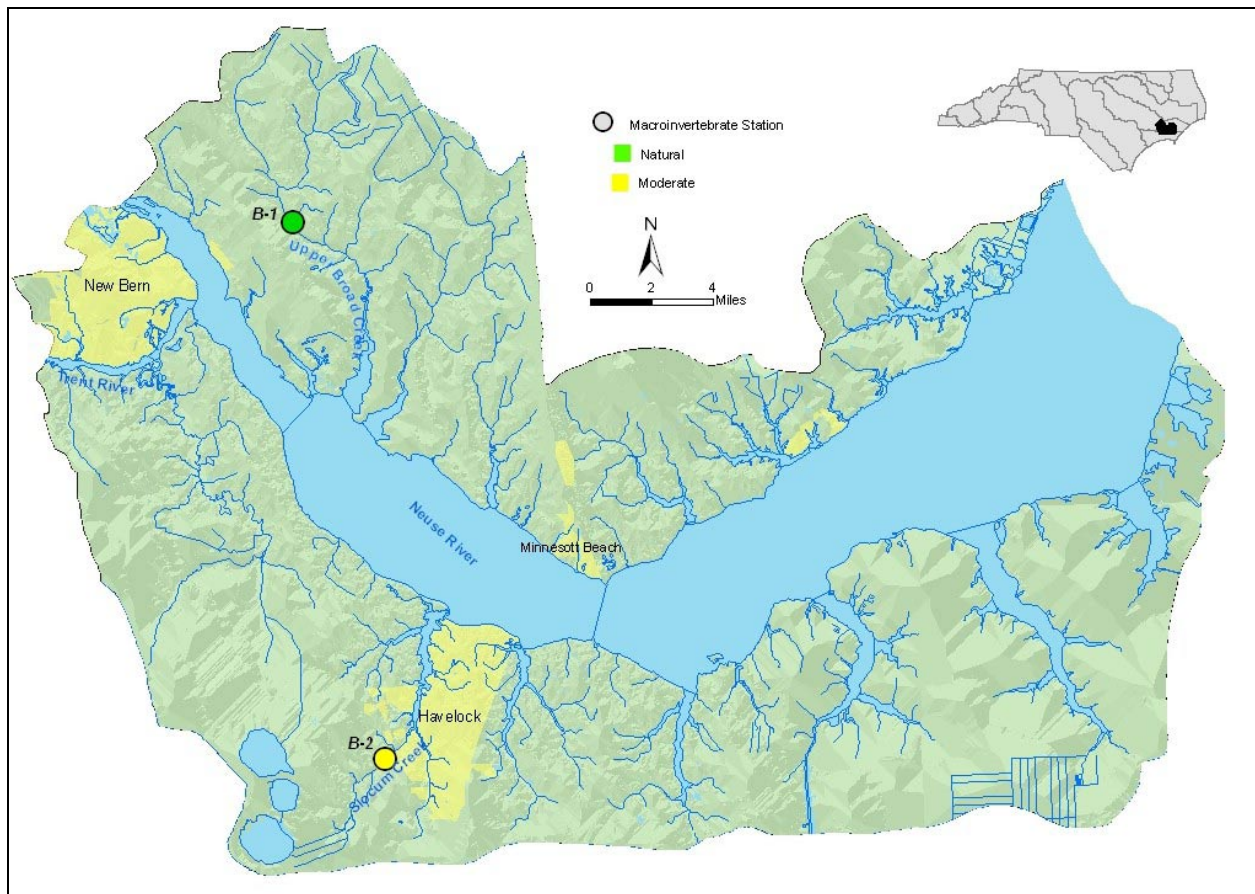 Macroinvertebrate Station
Natural
Moderate
N
0 2 4
Miles
B-1
Upper Broad Creek
New Bern
Trent River
Neuse River
Minnesott Beach
Havelock
B-2
Slocum Creek